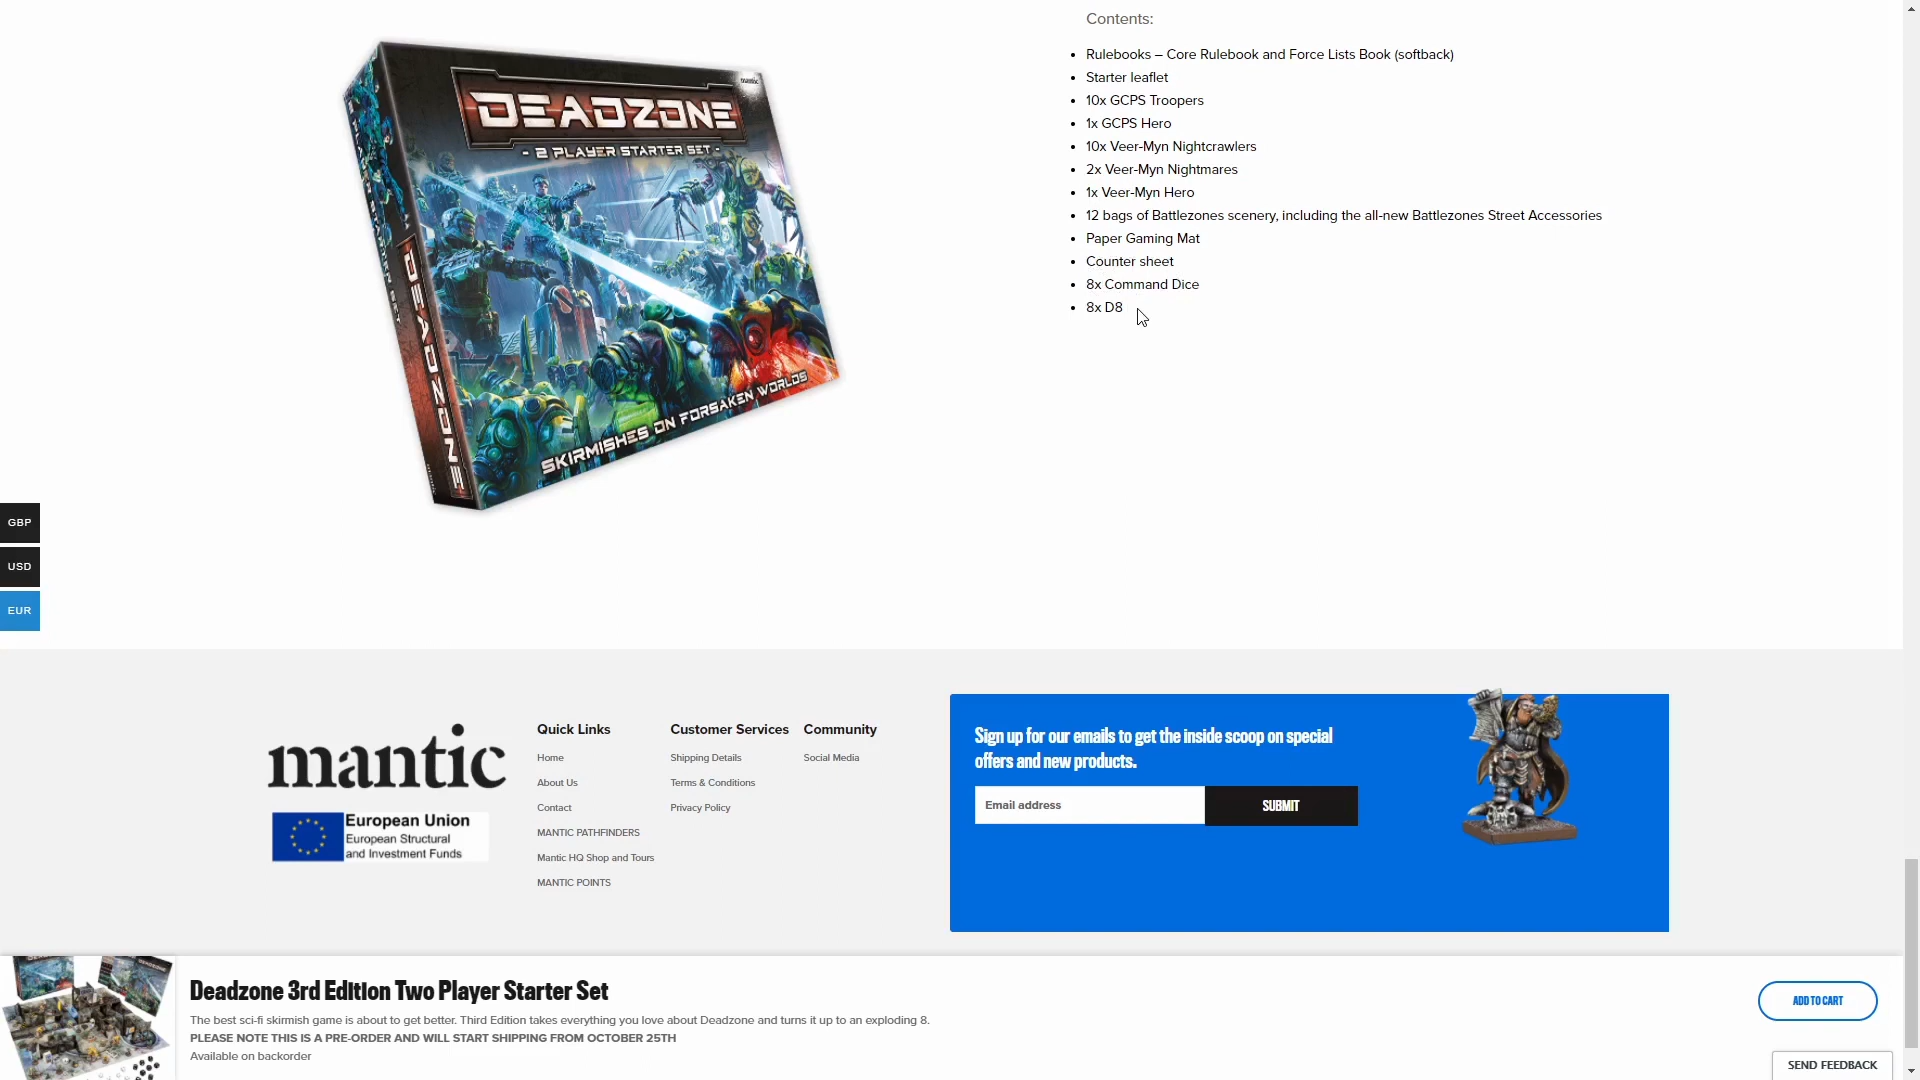 Contents:
Rulebooks – Core Rulebook and Force Lists Book (softback)
Starter leaflet
10x GCPS Troopers
1x GCPS Hero
10x Veer-Myn Nightcrawlers
2x Veer-Myn Nightmares
1x Veer-Myn Hero
12 bags of Battlezones scenery, including the all-new Battlezones Street Accessories
Paper Gaming Mat
Counter sheet
8x Command Dice
8x D8
mantic
DEADZONE
- 2 PLAYER STARTER SET -
DEADZONE
SKIRMISHES ON FORSAKEN WORLDS
GBP
USD
EUR
mantic
European Union
European Structural
and Investment Funds
Quick Links
Home
About Us
Contact
MANTIC PATHFINDERS
Mantic HQ Shop and Tours
MANTIC POINTS
Customer Services
Shipping Details
Terms & Conditions
Privacy Policy
Community
Social Media
Sign up for our emails to get the inside scoop on special
offers and new products.
Email address
SUBMIT
DEADZONE
Deadzone 3rd Edition Two Player Starter Set
The best sci-fi skirmish game is about to get better. Third Edition takes everything you love about Deadzone and turns it up to an exploding 8.
PLEASE NOTE THIS IS A PRE-ORDER AND WILL START SHIPPING FROM OCTOBER 25TH
Available on backorder
ADD TO CART
SEND FEEDBACK